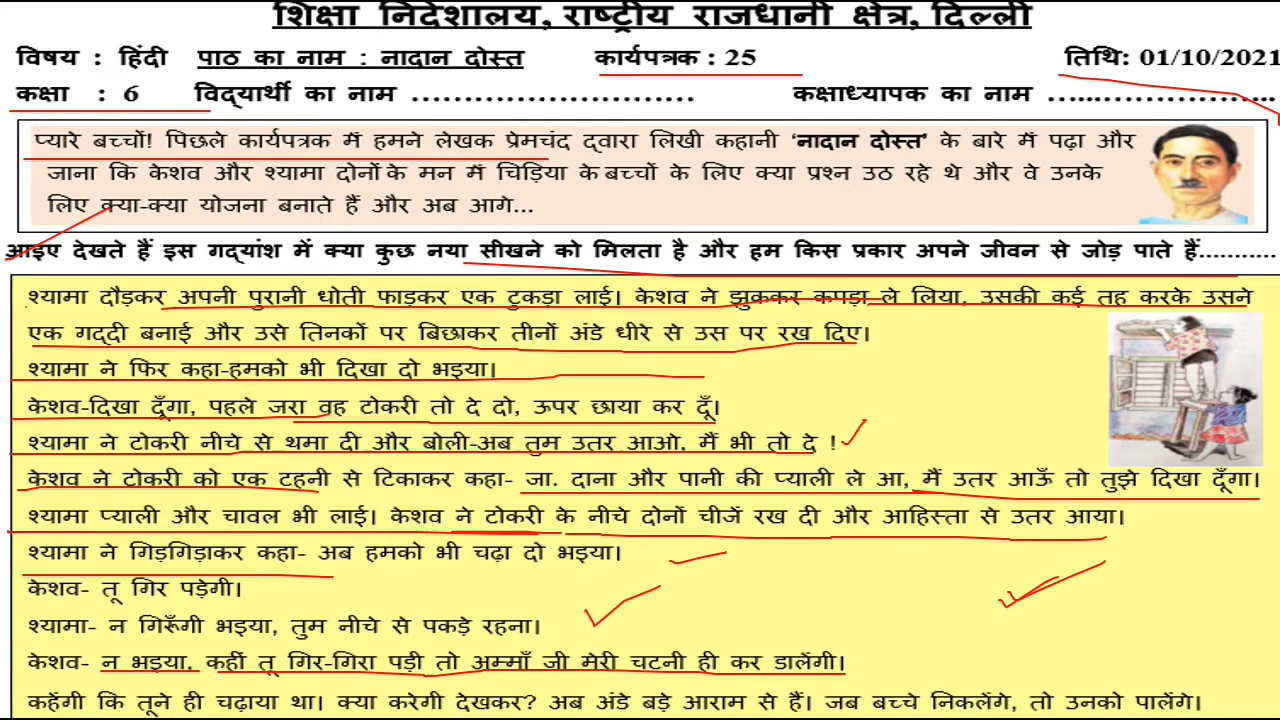 शिक्षा निदेशालय, राष्ट्रीय राजधानी क्षेत्र, दिल्ली
विषय : हिंदी पाठ का नाम : नादान दोस्त कार्यपत्रक : 25 तिथि: 01/10/2021
कक्षा : 6 विद्यार्थी का नाम ........................... कक्षाध्यापक का नाम ........................
प्यारे बच्चों! पिछले कार्यपत्रक में हमने लेखक प्रेमचंद द्वारा लिखी कहानी ‘नादान दोस्त’ के बारे में पढ़ा और
जाना कि केशव और श्यामा दोनों के मन में चिड़िया के बच्चों के लिए क्या प्रश्न उठ रहे थे और वे उनके
लिए क्या-क्या योजना बनाते हैं और अब आगे...
आइए देखते हैं इस गद्यांश में क्या कुछ नया सीखने को मिलता है और हम किस प्रकार अपने जीवन से जोड़ पाते हैं...........
श्यामा दौड़कर अपनी पुरानी धोती फाड़कर एक टुकड़ा लाई। केशव ने झुककर कपड़ा ले लिया, उसकी कई तह करके उसने
एक गद्दी बनाई और उसे तिनकों पर बिछाकर तीनों अंडे धीरे से उस पर रख दिए।
श्यामा ने फिर कहा-हमको भी दिखा दो भइया।
केशव-दिखा दूँगा, पहले जरा वह टोकरी तो दे दो, ऊपर छाया कर दूँ।
श्यामा ने टोकरी नीचे से थमा दी और बोली-अब तुम उतर आओ, मैं भी तो दे !
केशव ने टोकरी को एक टहनी से टिकाकर कहा- जा. दाना और पानी की प्याली ले आ, मैं उतर आऊँ तो तुझे दिखा दूँगा।
श्यामा प्याली और चावल भी लाई। केशव ने टोकरी के नीचे दोनों चीजें रख दी और आहिस्ता से उतर आया।
श्यामा ने गिड़गिड़ाकर कहा- अब हमको भी चढ़ा दो भइया।
केशव- तू गिर पड़ेगी।
श्यामा- न गिरूँगी भइया, तुम नीचे से पकड़े रहना।
केशव- न भइया, कहीं तू गिर-गिरा पड़ी तो अम्माँ जी मेरी चटनी ही कर डालेंगी।
कहेंगी कि तूने ही चढ़ाया था। क्या करेगी देखकर? अब अंडे बड़े आराम से हैं। जब बच्चे निकलेंगे, तो उनको पालेंगे।